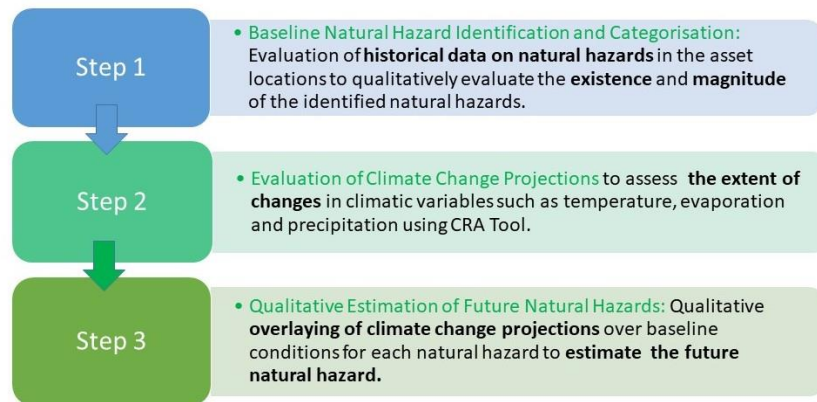 Step 1
• Baseline Natural Hazard Identification and Categorisation:
Evaluation of historical data on natural hazards in the asset
locations to qualitatively evaluate the existence and magnitude
of the identified natural hazards.
Step 2
• Evaluation of Climate Change Projections to assess the extent of
changes in climatic variables such as temperature, evaporation
and precipitation using CRA Tool.
Step 3
• Qualitative Estimation of Future Natural Hazards: Qualitative
overlaying of climate change projections over baseline
conditions for each natural hazard to estimate the future
natural hazard.